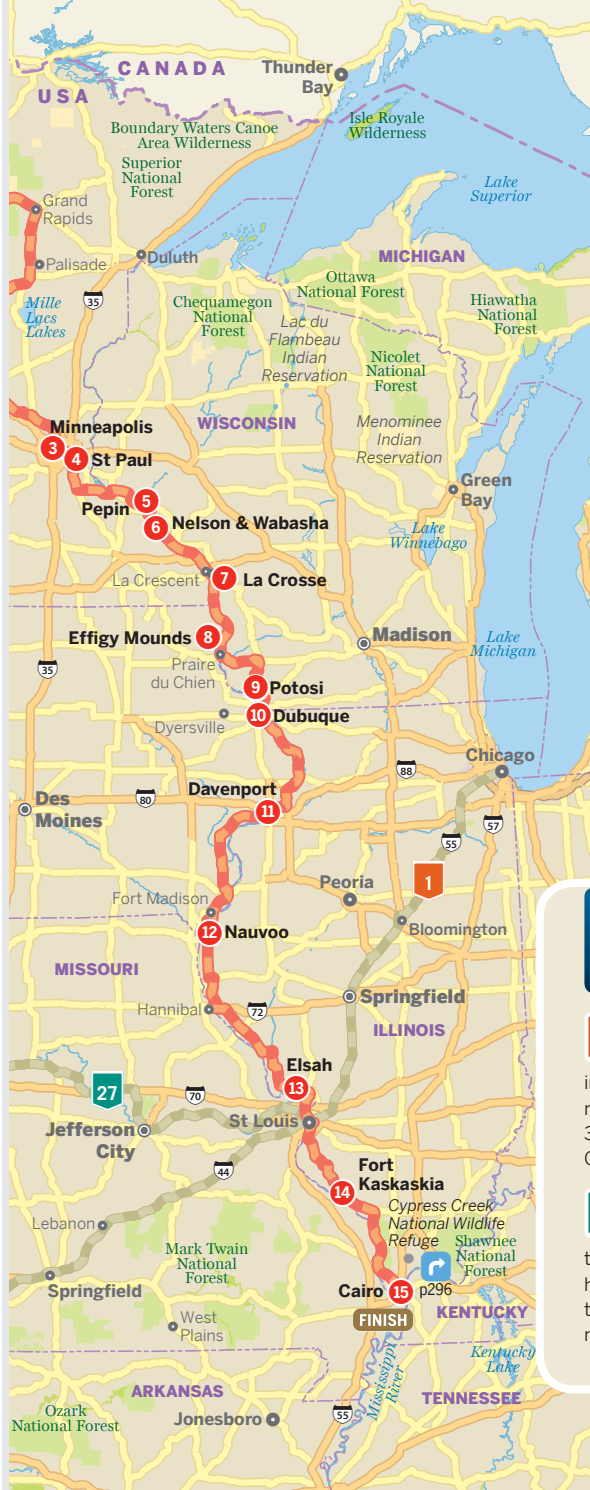 CANADA
Thunder
Bay
USA
Boundary Waters Canoe
Area Wilderness
Isle Royale
Wilderness
Superior
National
Forest
Lake
Superior
Grand
Rapids
MICHIGAN
Palisade
Duluth
Ottawa
National Forest
35
Mille
Lacs
Lakes
Chequamegon
National
Forest
Hiawatha
National
Forest
Lac du
Flambeau
Indian
Reservation
Nicolet
National
Forest
Minneapolis
WISCONSIN
3
4 St Paul
Menominee
Indian
Reservation
Pepin 5
Green
Bay
6 Nelson & Wabasha
Lake
Winnebago
La Crescent
7 La Crosse
Effigy Mounds 8
Madison
Lake
Michigan
35
Praire
du Chien
9 Potosi
10 Dubuque
Dyersville
Chicago
88
Davenport
80
Des
Moines
11
57
55
Peoria
1
Fort Madison
Bloomington
12 Nauvoo
MISSOURI
Springfield
Hannibal
72
ILLINOIS
Elsah
13
27
70
St Louis
Jefferson
City
44
Fort
Kaskaskia
14
Cypress Creek
National Wildlife
Refuge
Lebanon
Shawnee
National
Forest
Mark Twain
National
Forest
Springfield
Cairo 15
p296
FINISH
KENTUCKY
West
Plains
Kentucky
Lake
Mississippi
River
ARKANSAS
TENNESSEE
Ozark
National Forest
Jonesboro
55